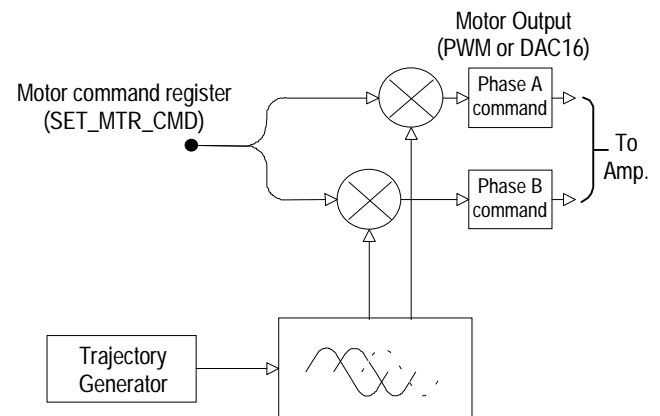 Motor Output
(PWM or DAC16)
Motor command register
(SET_MTR_CMD)
Phase A
command
To
Amp.
Phase B
command
Trajectory
Generator